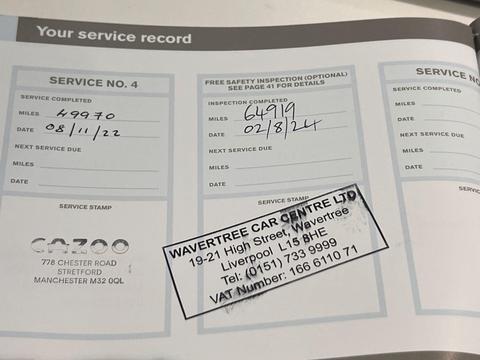 Your service record
SERVICE NO. 4
SERVICE COMPLETED
MILES 49970
DATE 08/11/22
NEXT SERVICE DUE
MILES
DATE
SERVICE STAMP
CAZOO
778 CHESTER ROAD
STRETFORD
MANCHESTER M32 0QL
FREE SAFETY INSPECTION (OPTIONAL)
SEE PAGE 41 FOR DETAILS
INSPECTION COMPLETED
MILES 64919
DATE 02/8/24
NEXT SERVICE DUE
MILES
DATE
SERVICE STAMP
WAVERTREE CAR CENTRE LTD
19-21 High Street, Wavertree
Liverpool L15 8HE
Tel: (0151) 733 9999
VAT Number: 166 6110 71
SERVICE NO
SERVICE COMPLETED
MILES
DATE
NEXT SERVICE DUE
MILES
DATE